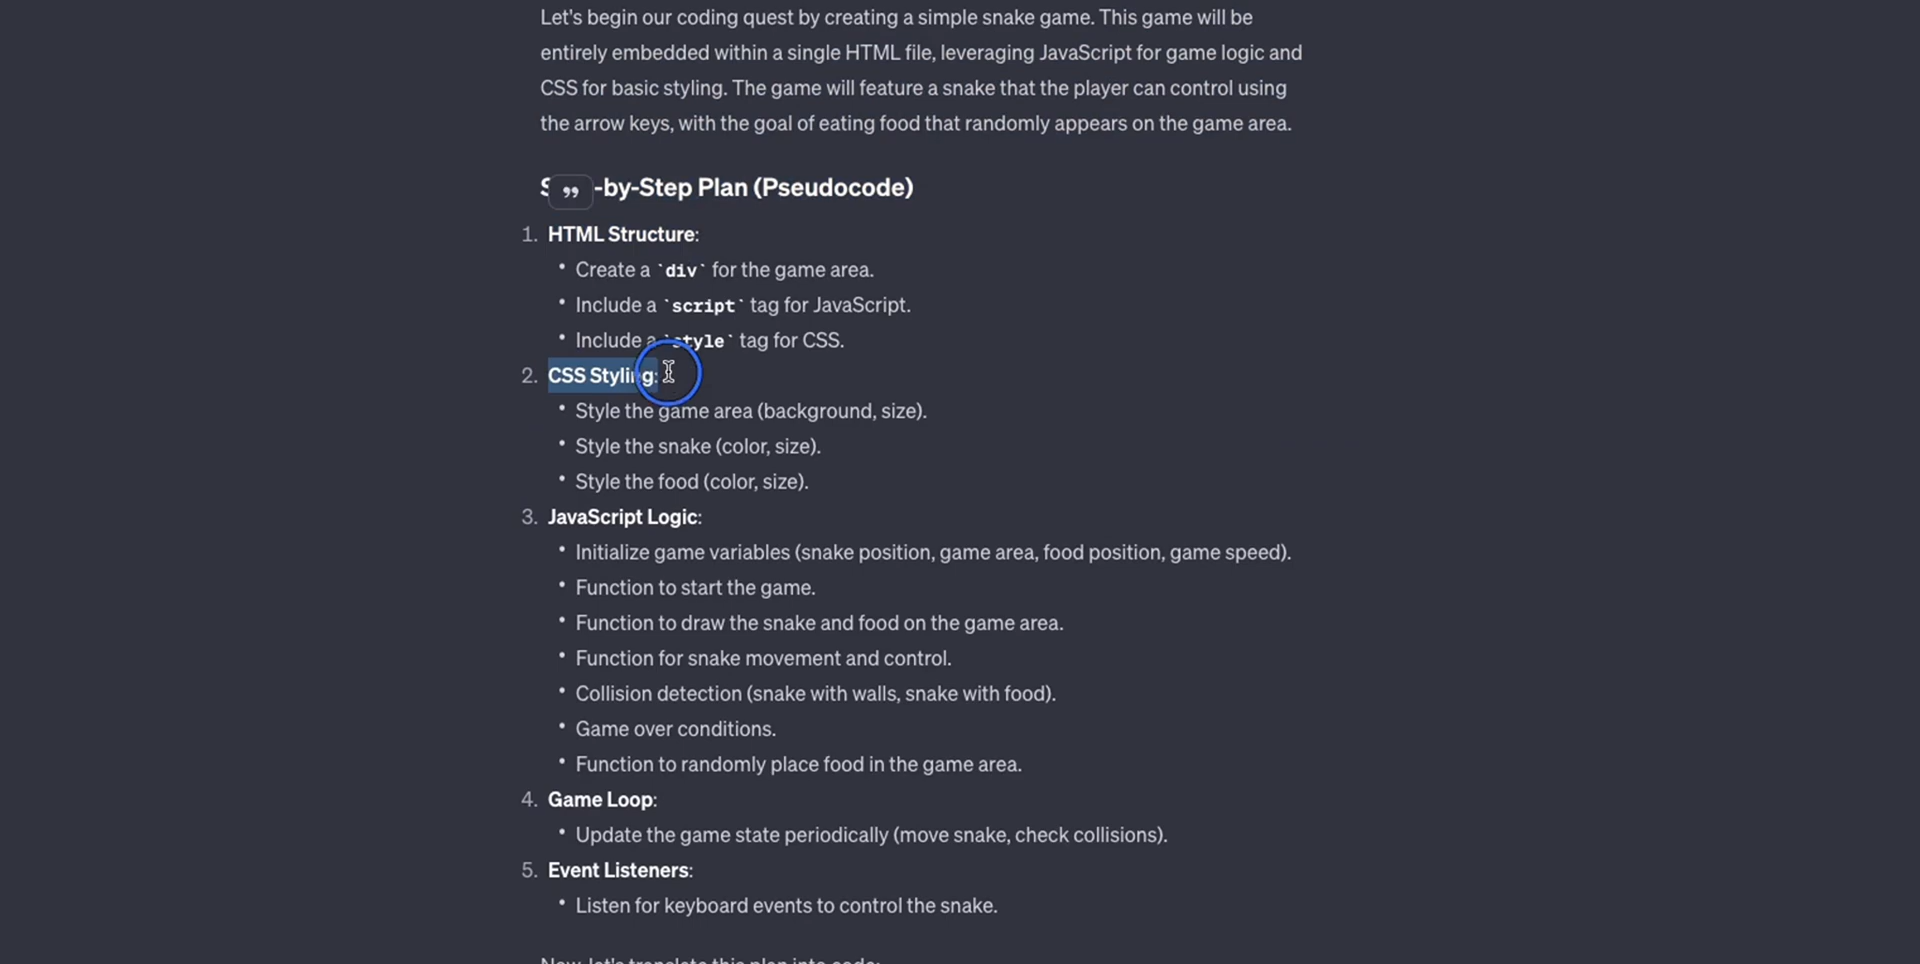 Let's begin our coding quest by creating a simple snake game. This game will be
entirely embedded within a single HTML file, leveraging JavaScript for game logic and
CSS for basic styling. The game will feature a snake that the player can control using
the arrow keys, with the goal of eating food that randomly appears on the game area.
-by-Step Plan (Pseudocode)
1. HTML Structure:
• Create a `div` for the game area.
• Include a `script` tag for JavaScript.
• Include a `style` tag for CSS.
2. CSS Styling:
• Style the game area (background, size).
• Style the snake (color, size).
• Style the food (color, size).
3. JavaScript Logic:
• Initialize game variables (snake position, game area, food position, game speed).
• Function to start the game.
• Function to draw the snake and food on the game area.
• Function for snake movement and control.
• Collision detection (snake with walls, snake with food).
• Game over conditions.
• Function to randomly place food in the game area.
4. Game Loop:
• Update the game state periodically (move snake, check collisions).
5. Event Listeners:
• Listen for keyboard events to control the snake.
Now, let's translate this plan into code: